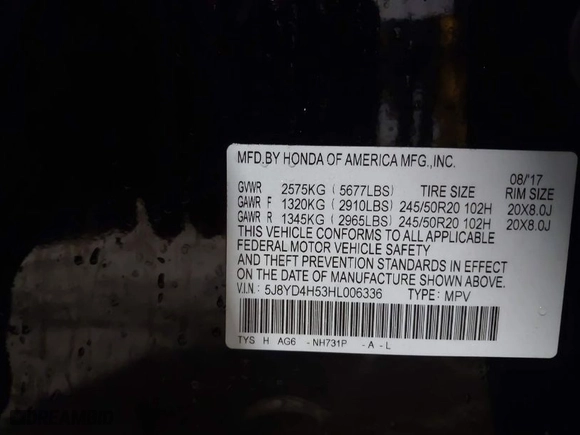 MFD.BY HONDA OF AMERICA MFG.,INC.
08/'17
GVWR 2575KG ( 5677LBS) TIRE SIZE RIM SIZE
GAWR F 1320KG ( 2910LBS) 245/50R20 102H 20X8.0J
GAWR R 1345KG ( 2965LBS) 245/50R20 102H 20X8.0J
THIS VEHICLE CONFORMS TO ALL APPLICABLE
FEDERAL MOTOR VEHICLE SAFETY
AND THEFT PREVENTION STANDARDS IN EFFECT
ON THE DATE OF MANUFACTURE SHOWN ABOVE.
V.I.N : 5J8YD4H53HL006336 TYPE: MPV
TYS H AG6 -NH731P -A -L